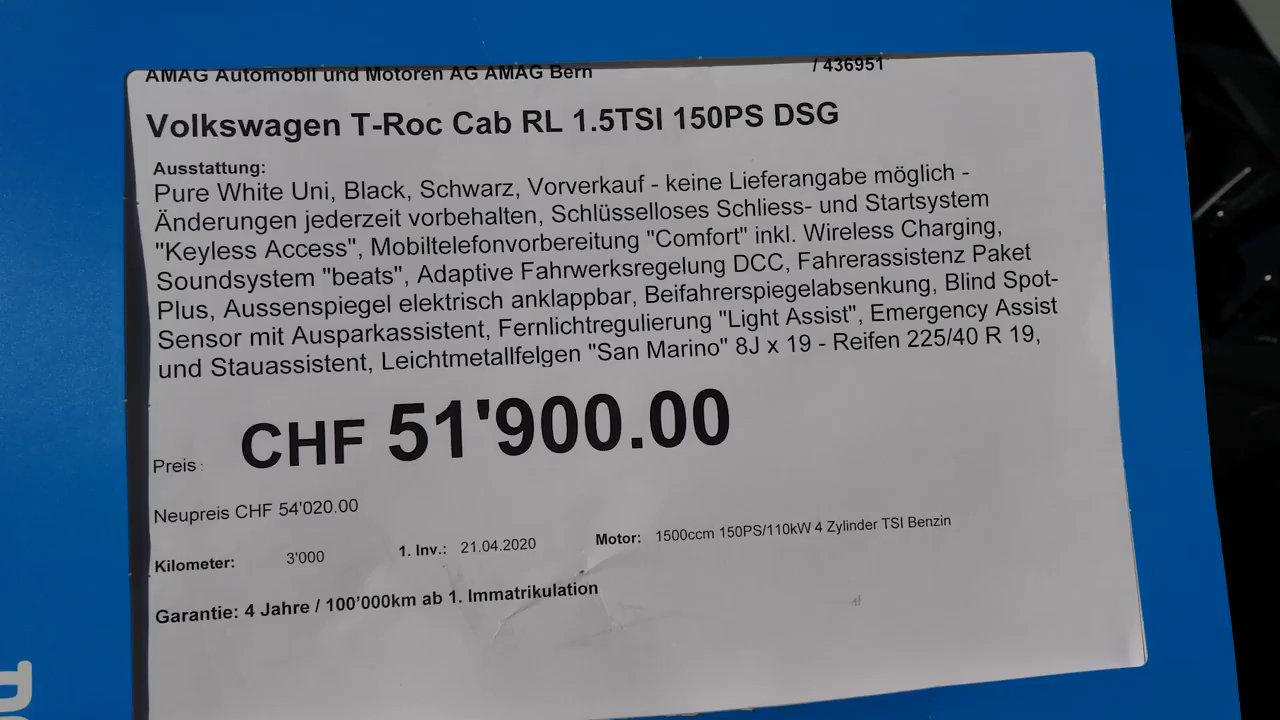 AMAG Automobil und Motoren AG AMAG Bern / 436951
Volkswagen T-Roc Cab RL 1.5TSI 150PS DSG
Ausstattung:
Pure White Uni, Black, Schwarz, Vorverkauf - keine Lieferangabe möglich -
Änderungen jederzeit vorbehalten, Schlüsselloses Schliess- und Startsystem
"Keyless Access", Mobiltelefonvorbereitung "Comfort" inkl. Wireless Charging,
Soundsystem "beats", Adaptive Fahrwerksregelung DCC, Fahrerassistenz Paket
Plus, Aussenspiegel elektrisch anklappbar, Beifahrerspiegelabsenkung, Blind Spot-
Sensor mit Ausparkassistent, Fernlichtregulierung "Light Assist", Emergency Assist
und Stauassistent, Leichtmetallfelgen "San Marino" 8J x 19 - Reifen 225/40 R 19,
Preis: CHF 51'900.00
Neupreis CHF 54'020.00
Kilometer: 3'000 1. Inv.: 21.04.2020 Motor: 1500ccm 150PS/110kW 4 Zylinder TSI Benzin
Garantie: 4 Jahre / 100'000km ab 1. Immatrikulation